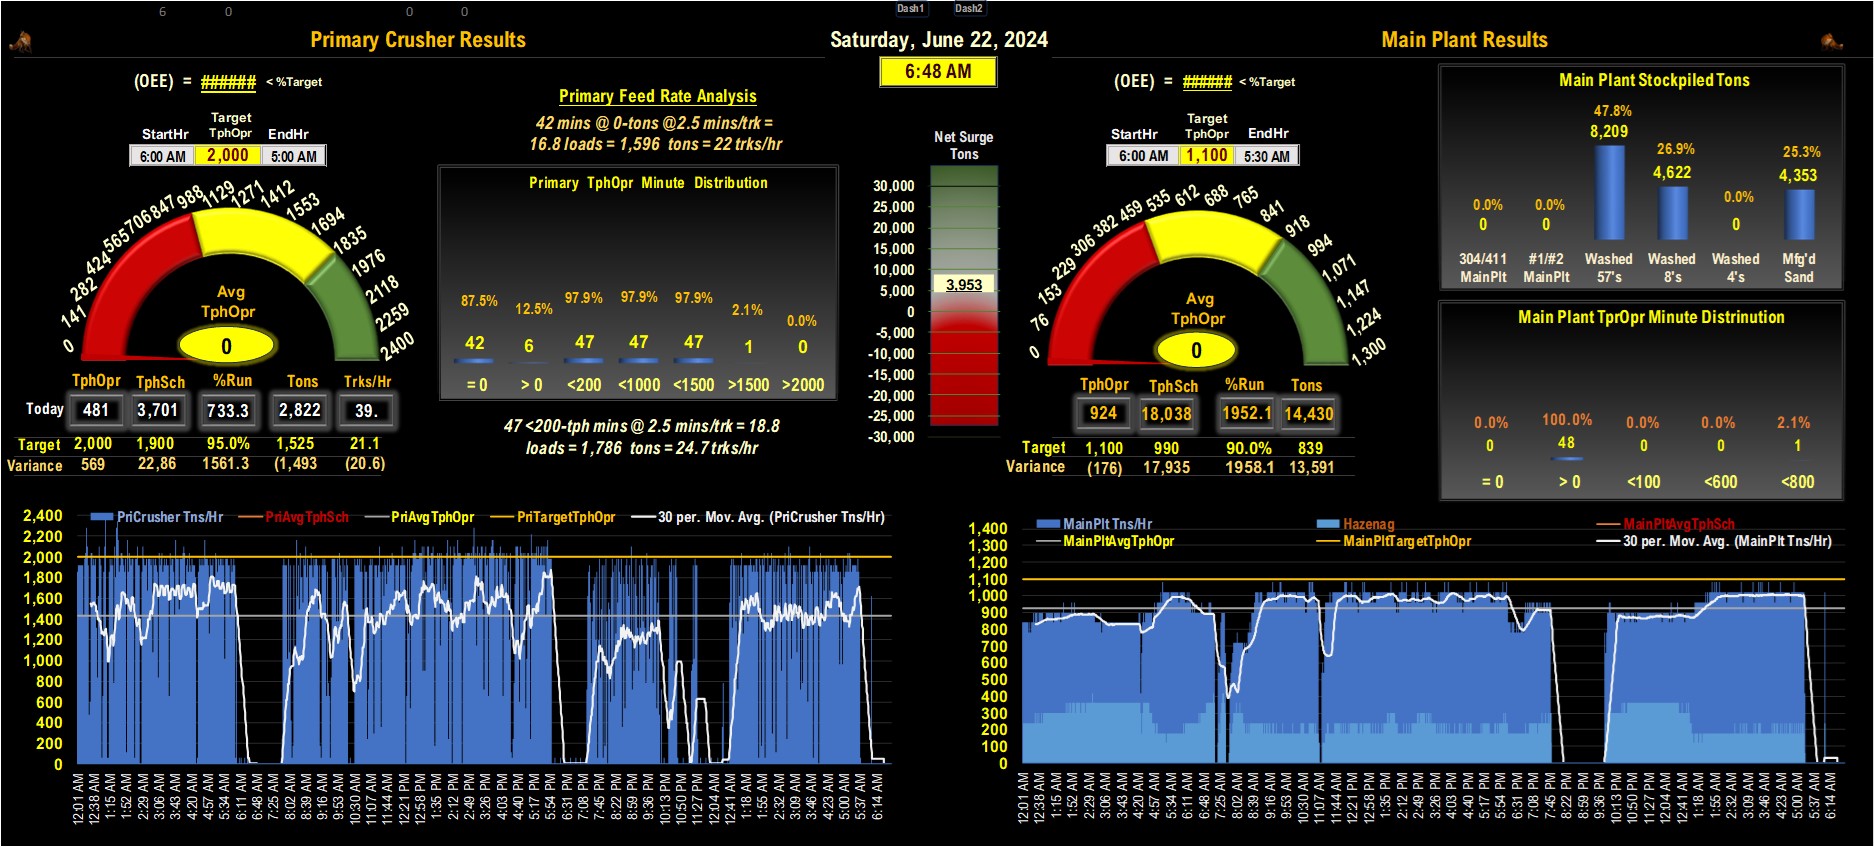 6 0 0 0 Dash1 Dash2
Primary Crusher Results
Saturday, June 22, 2024
Main Plant Results
6:48 AM
(OEE) = ###### < %Target
StartHr Target TphOpr EndHr
6:00 AM 2,000 5:00 AM
0 141 282 424 565 706 847 988 1129 1271 1412 1553 1694 1835 1976 2118 2259 2400
Avg
TphOpr
0
TphOpr TphSch %Run Tons Trks/Hr
Today 481 3,701 733.3 2,822 39.
Target 2,000 1,900 95.0% 1,525 21.1
Variance 569 22,86 1561.3 (1,493 (20.6)
Primary Feed Rate Analysis
42 mins @ 0-tons @2.5 mins/trk =
16.8 loads = 1,596 tons = 22 trks/hr
Primary TphOpr Minute Distribution
87.5% 12.5% 97.9% 97.9% 97.9% 2.1% 0.0%
42 6 47 47 47 1 0
= 0 > 0 <200 <1000 <1500 >1500 >2000
47 <200-tph mins @ 2.5 mins/trk = 18.8
loads = 1,786 tons = 24.7 trks/hr
Net Surge
Tons
30,000
25,000
20,000
15,000
10,000
3,953
5,000
0
-5,000
-10,000
-15,000
-20,000
-25,000
-30,000
(OEE) = ###### < %Target
StartHr Target TphOpr EndHr
6:00 AM 1,100 5:30 AM
0 76 153 229 306 382 459 535 612 688 765 841 918 994 1,071 1,147 1,224 1,300
Avg
TphOpr
0
TphOpr TphSch %Run Tons
924 18,038 1952.1 14,430
Target 1,100 990 90.0% 839
Variance (176) 17,935 1958.1 13,591
Main Plant Stockpiled Tons
0.0% 0.0% 47.8% 26.9% 0.0% 25.3%
0 0 8,209 4,622 0 4,353
304/411 #1/#2 Washed Washed Washed Mfg'd
MainPlt MainPlt 57's 8's 4's Sand
Main Plant TprOpr Minute Distrinution
0.0% 100.0% 0.0% 0.0% 2.1%
0 48 0 0 1
= 0 > 0 <100 <600 <800
PriCrusher Tns/Hr PriAvgTphSch PriAvgTphOpr PriTargetTphOpr 30 per. Mov. Avg. (PriCrusher Tns/Hr)
2,400
2,200
2,000
1,800
1,600
1,400
1,200
1,000
800
600
400
200
0
12:01 AM 12:38 AM 1:15 AM 1:52 AM 2:29 AM 3:06 AM 3:43 AM 4:20 AM 4:57 AM 5:34 AM 6:11 AM 6:48 AM 7:25 AM 8:02 AM 8:39 AM 9:16 AM 9:53 AM 10:30 AM 11:07 AM 11:44 AM 12:21 PM 12:58 PM 1:35 PM 2:12 PM 2:49 PM 3:26 PM 4:03 PM 4:40 PM 5:17 PM 5:54 PM 6:31 PM 7:08 PM 7:45 PM 8:22 PM 8:59 PM 9:36 PM 10:13 PM 10:50 PM 11:27 PM 12:04 AM 12:41 AM 1:18 AM 1:55 AM 2:32 AM 3:09 AM 3:46 AM 4:23 AM 5:00 AM 5:37 AM 6:14 AM
MainPlt Tns/Hr Hazenag MainPltAvgTphSch
MainPltAvgTphOpr MainPltTargetTphOpr 30 per. Mov. Avg. (MainPlt Tns/Hr)
1,400
1,300
1,200
1,100
1,000
900
800
700
600
500
400
300
200
100
0
12:01 AM 12:38 AM 1:15 AM 1:52 AM 2:29 AM 3:06 AM 3:43 AM 4:20 AM 4:57 AM 5:34 AM 6:11 AM 6:48 AM 7:25 AM 8:02 AM 8:39 AM 9:16 AM 9:53 AM 10:30 AM 11:07 AM 11:44 AM 12:21 PM 12:58 PM 1:35 PM 2:12 PM 2:49 PM 3:26 PM 4:03 PM 4:40 PM 5:17 PM 5:54 PM 6:31 PM 7:08 PM 7:45 PM 8:22 PM 8:59 PM 9:36 PM 10:13 PM 10:50 PM 11:27 PM 12:04 AM 12:41 AM 1:18 AM 1:55 AM 2:32 AM 3:09 AM 3:46 AM 4:23 AM 5:00 AM 5:37 AM 6:14 AM